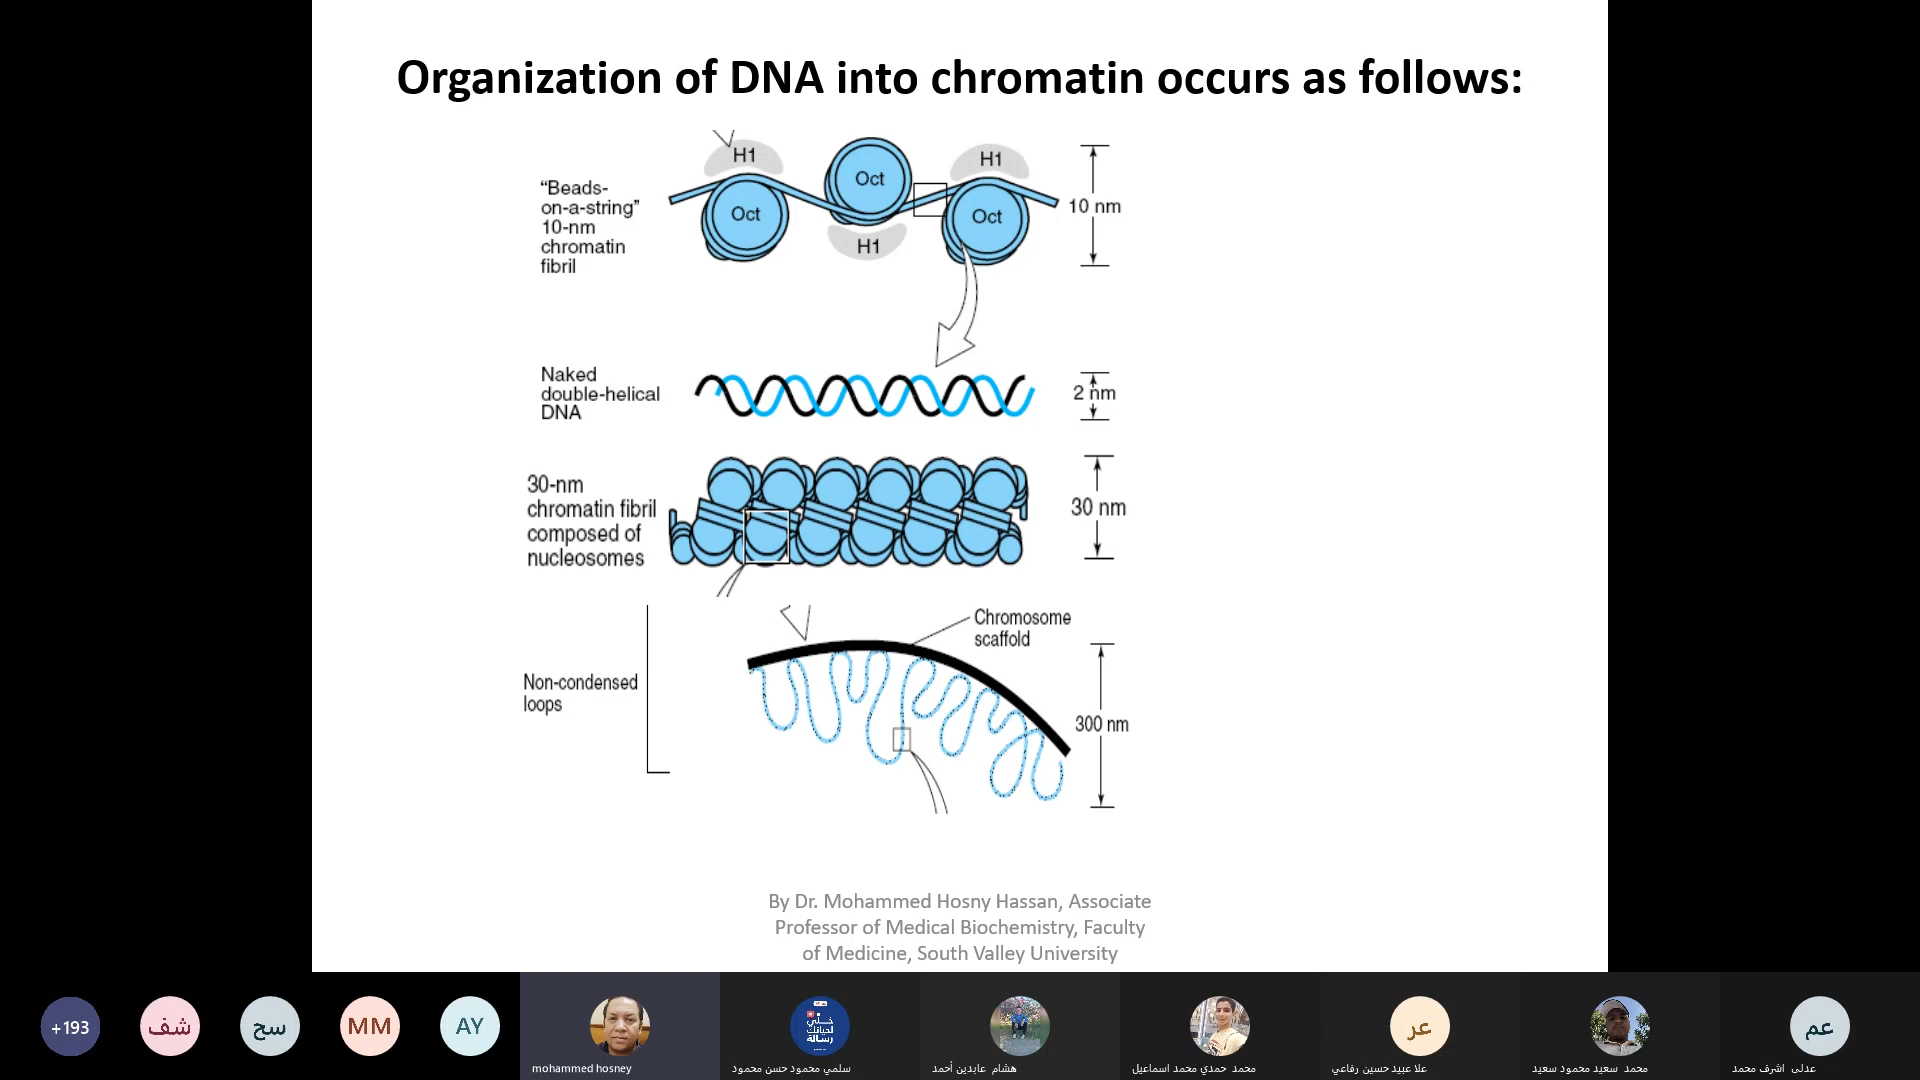 Organization of DNA into chromatin occurs as follows:
H1
Oct
H1
“Beads-
on-a-string”
10-nm
chromatin
fibril
Oct
Oct
10 nm
H1
Naked
double-helical
DNA
2 nm
30-nm
chromatin fibril
composed of
nucleosomes
30 nm
Chromosome
scaffold
Non-condensed
loops
300 nm
By Dr. Mohammed Hosny Hassan, Associate
Professor of Medical Biochemistry, Faculty
of Medicine, South Valley University
+193
شف
سح
MM
AY
خلي
لحياتك
رسالة
عر
عم
mohammed hosney
سلمي محمود حسن محمود
هشام عابدين أحمد
محمد حمدي محمد اسماعيل
علا عبيد حسين رفاعي
محمد سعيد محمود سعيد
عدلى اشرف محمد